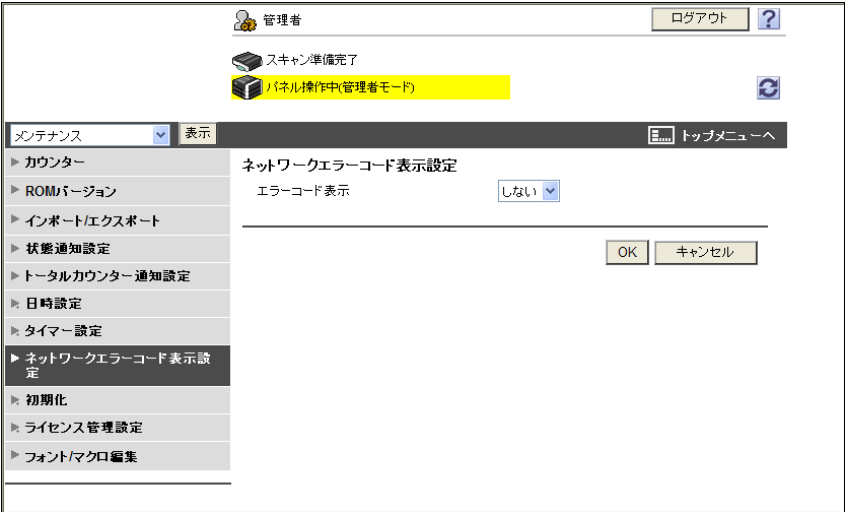 管理者
ログアウト
?
スキャン準備完了
パネル操作中(管理者モード)
メンテナンス
表示
トップメニューへ
カウンター
ROMバージョン
インポート/エクスポート
状態通知設定
トータルカウンター通知設定
日時設定
タイマー設定
ネットワークエラーコード表示設
定
初期化
ライセンス管理設定
フォント/マクロ編集
ネットワークエラーコード表示設定
エラーコード表示
しない
OK
キャンセル